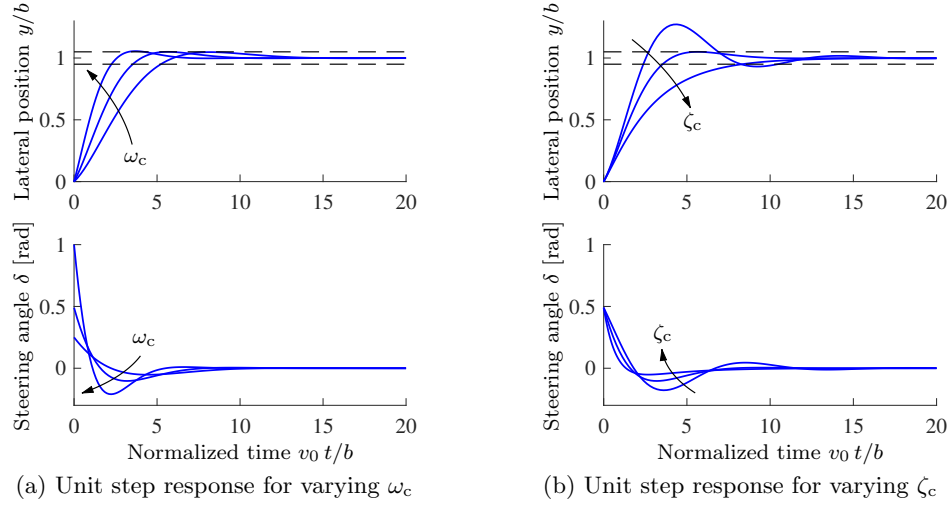 Lateral position y/b
1
0.5
0
ω_c
0 5 10 15 20
Steering angle δ [rad]
1
0.5
0
ω_c
0 5 10 15 20
Normalized time v_0 t/b
(a) Unit step response for varying ω_c
Lateral position y/b
1
0.5
0
ζ_c
0 5 10 15 20
Steering angle δ [rad]
1
0.5
0
ζ_c
0 5 10 15 20
Normalized time v_0 t/b
(b) Unit step response for varying ζ_c